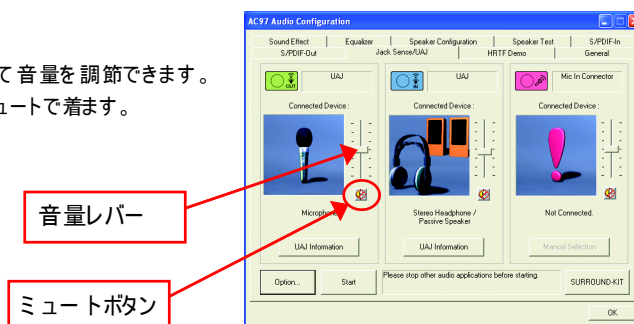 て音量を調節できます。
ュートで着ます。
音量レバー
ミュートボタン
AC97 Audio Configuration
Sound Effect Equalizer Speaker Configuration Speaker Test S/PDIF-In
S/PDIF-Out Jack Sense/UAJ HRTF Demo General
OUT UAJ IN UAJ Mic In Connector
Connected Device : Connected Device : Connected Device :
Microphone Stereo Headphone / Passive Speaker Not Connected.
UAJ Information UAJ Information Manual Selection
Option... Start Please stop other audio applications before starting. SURROUND-KIT
OK